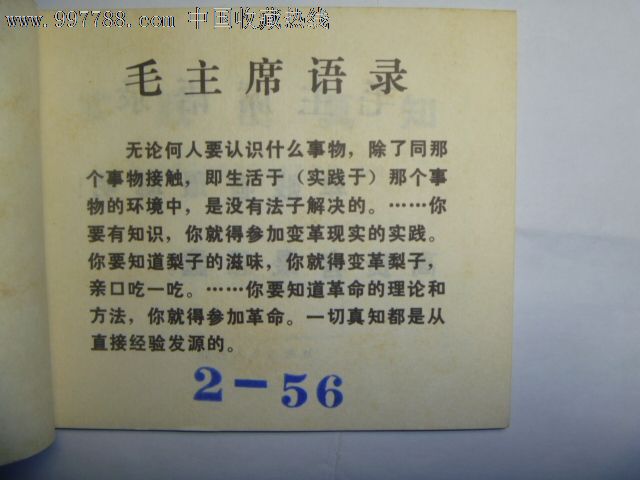 www.997788.com 中国收藏热线
毛主席语录
无论何人要认识什么事物，除了同那
个事物接触，即生活于（实践于）那个事
物的环境中，是没有法子解决的。……你
要有知识，你就得参加变革现实的实践。
你要知道梨子的滋味，你就得变革梨子，
亲口吃一吃。……你要知道革命的理论和
方法，你就得参加革命。一切真知都是从
直接经验发源的。
2-56